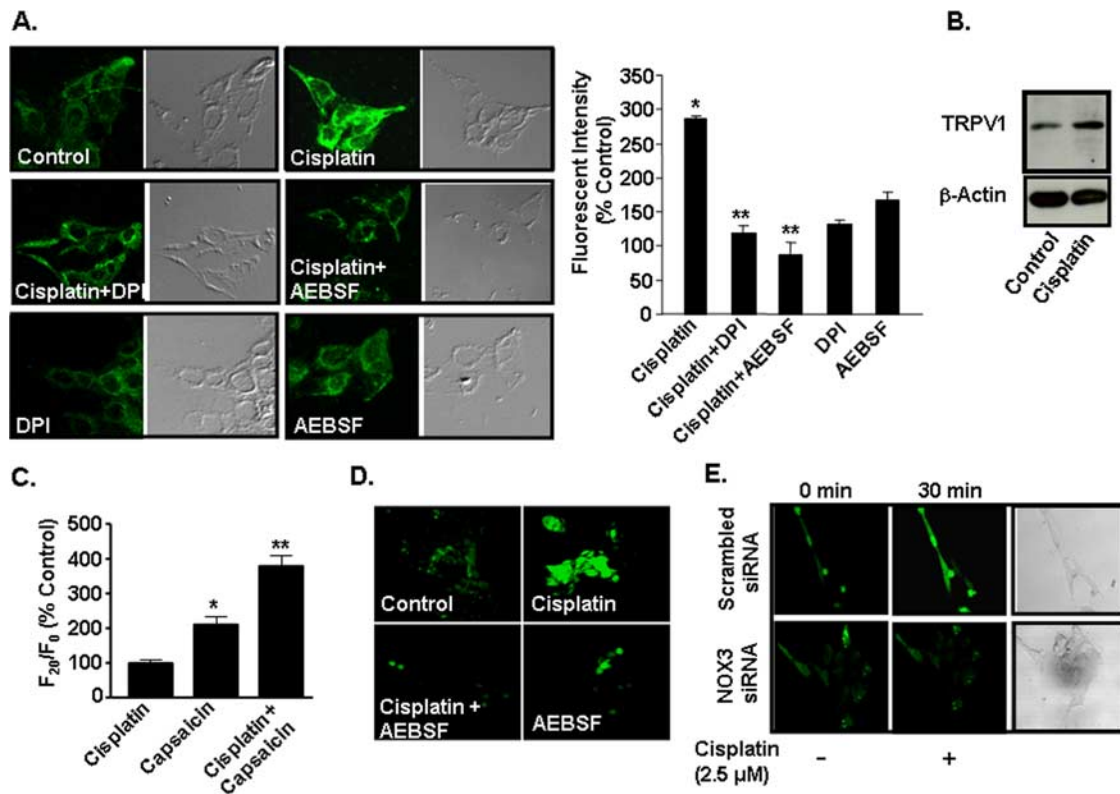 A.
Control
Cisplatin
Cisplatin+DPI
Cisplatin+
AEBSF
DPI
AEBSF
Fluorescent Intensity
(% Control)
350
300
250
200
150
100
50
0
*
**
**
Cisplatin
Cisplatin+DPI
Cisplatin+AEBSF
DPI
AEBSF
B.
TRPV1
β-Actin
Control
Cisplatin
C.
F20/F0 (% Control)
500
400
300
200
100
0
*
**
Cisplatin
Capsaicin
Cisplatin+
Capsaicin
D.
Control
Cisplatin
Cisplatin +
AEBSF
AEBSF
E.
0 min
30 min
Scrambled
siRNA
NOX3
siRNA
Cisplatin
(2.5 µM)
–
+